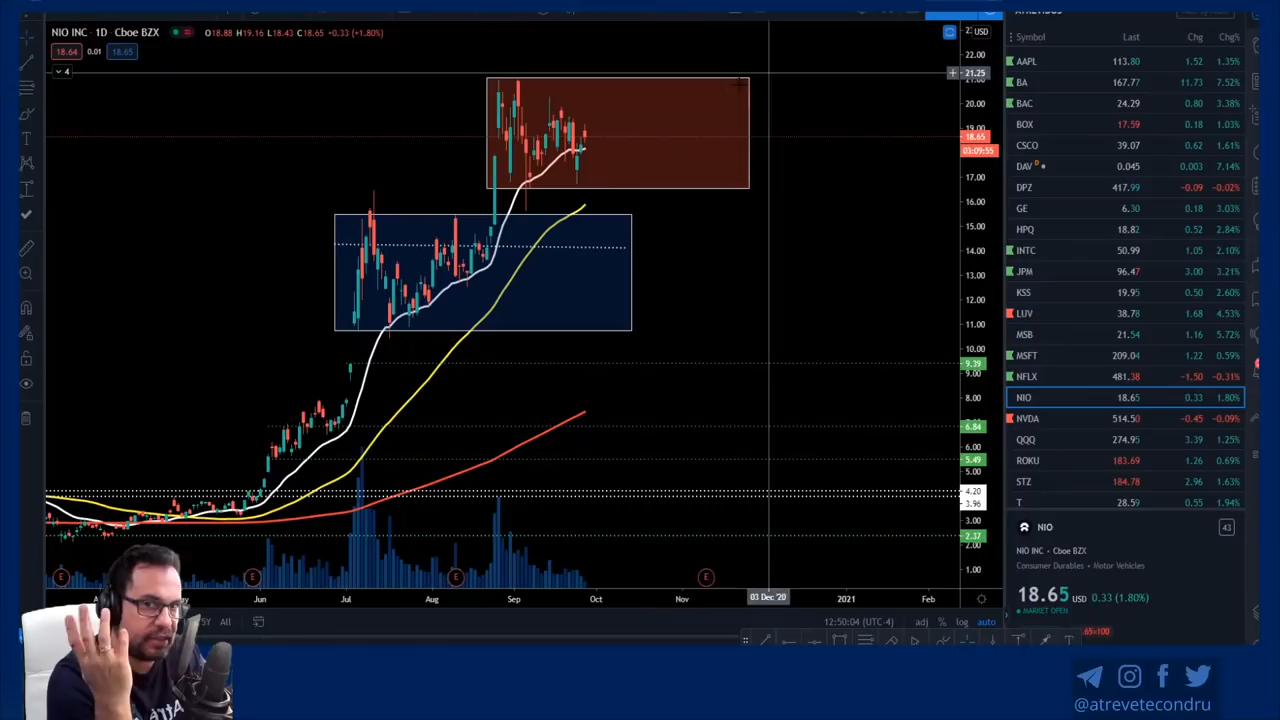 NIO INC • 1D • Cboe BZX O18.88 H19.16 L18.43 C18.65 +0.33 (+1.80%)
18.64 0.01 18.65
4
USD
22.00
21.25
20.00
19.00
18.65
03:09:55
17.00
16.00
15.00
14.00
13.00
12.00
11.00
10.00
9.39
9.00
8.00
6.84
6.00
5.49
5.00
4.20
3.96
3.00
2.37
2.00
1.00
E E E E
Jun Jul Aug Sep Oct Nov 03 Dec '20 2021 Feb
5Y All
12:50:04 (UTC-4) adj % log auto
.65×100
ATREVIDOS
Symbol Last Chg Chg%
AAPL 113.80 1.52 1.35%
BA 167.77 11.73 7.52%
BAC 24.29 0.80 3.38%
BOX 17.59 0.18 1.03%
CSCO 39.07 0.62 1.61%
DAV D 0.045 0.003 7.14%
DPZ 417.99 -0.09 -0.02%
GE 6.30 0.18 3.03%
HPQ 18.82 0.52 2.84%
INTC 50.99 1.05 2.10%
JPM 96.47 3.00 3.21%
KSS 19.95 0.50 2.60%
LUV 38.78 1.68 4.53%
MSB 21.54 1.16 5.72%
MSFT 209.04 1.22 0.59%
NFLX 481.38 -1.50 -0.31%
NIO 18.65 0.33 1.80%
NVDA 514.50 -0.45 -0.09%
QQQ 274.95 3.39 1.25%
ROKU 183.69 1.26 0.69%
STZ 184.78 2.96 1.63%
T 28.59 0.55 1.94%
NIO 43
NIO INC • Cboe BZX
Consumer Durables • Motor Vehicles
18.65 USD 0.33 (1.80%)
MARKET OPEN
@atrevetecondru